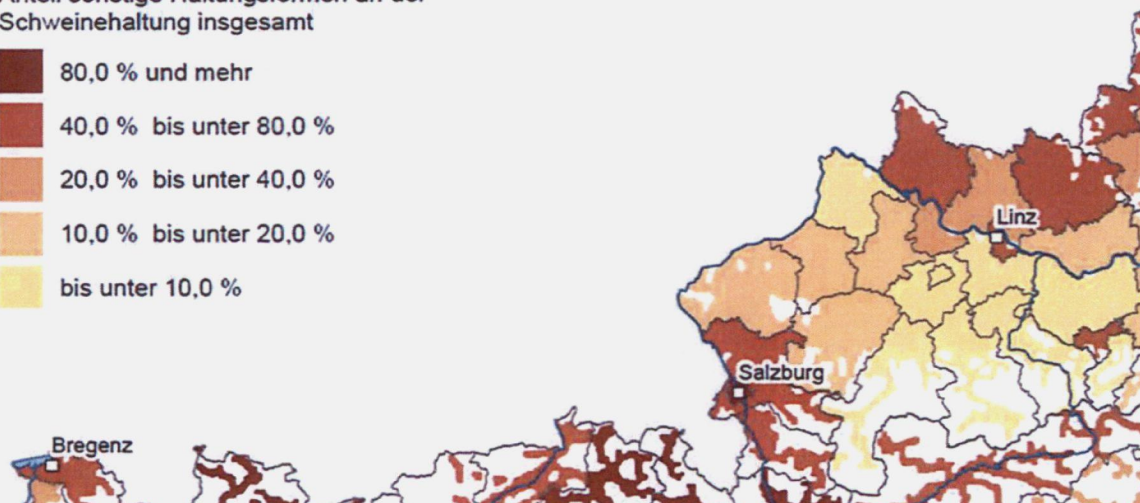 Schweinehaltung insgesamt
80,0 % und mehr
40,0 % bis unter 80,0 %
20,0 % bis unter 40,0 %
10,0 % bis unter 20,0 %
bis unter 10,0 %
Linz
Salzburg
Bregenz